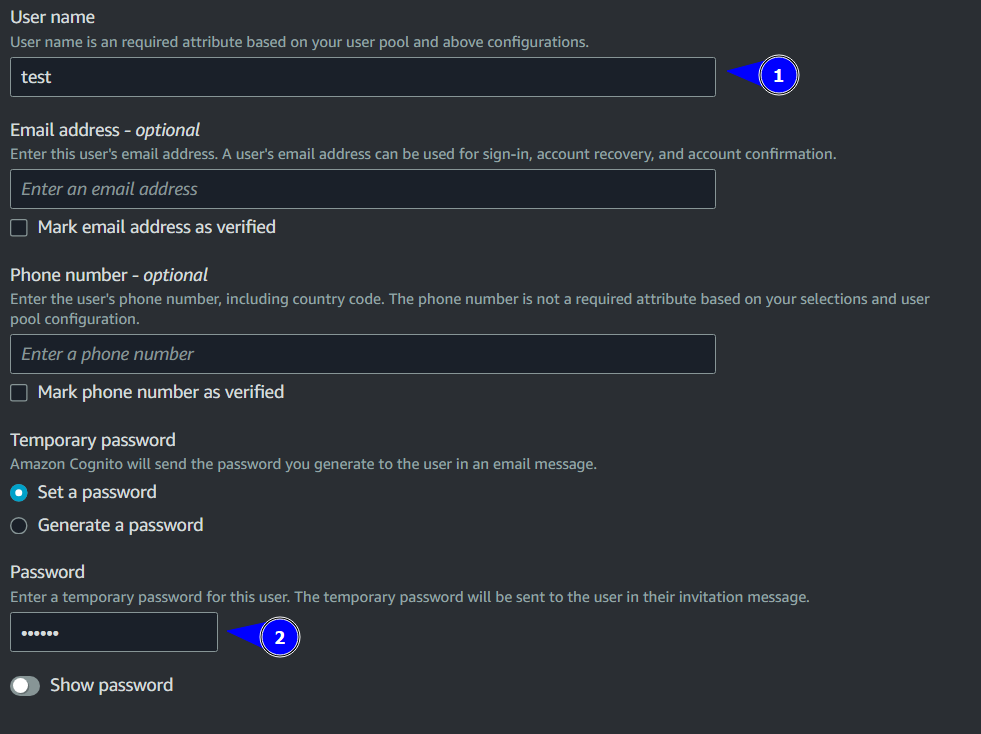 User name
User name is an required attribute based on your user pool and above configurations.
test
1
Email address - optional
Enter this user's email address. A user's email address can be used for sign-in, account recovery, and account confirmation.
Enter an email address
Mark email address as verified
Phone number - optional
Enter the user's phone number, including country code. The phone number is not a required attribute based on your selections and user
pool configuration.
Enter a phone number
Mark phone number as verified
Temporary password
Amazon Cognito will send the password you generate to the user in an email message.
Set a password
Generate a password
Password
Enter a temporary password for this user. The temporary password will be sent to the user in their invitation message.
••••••
2
Show password